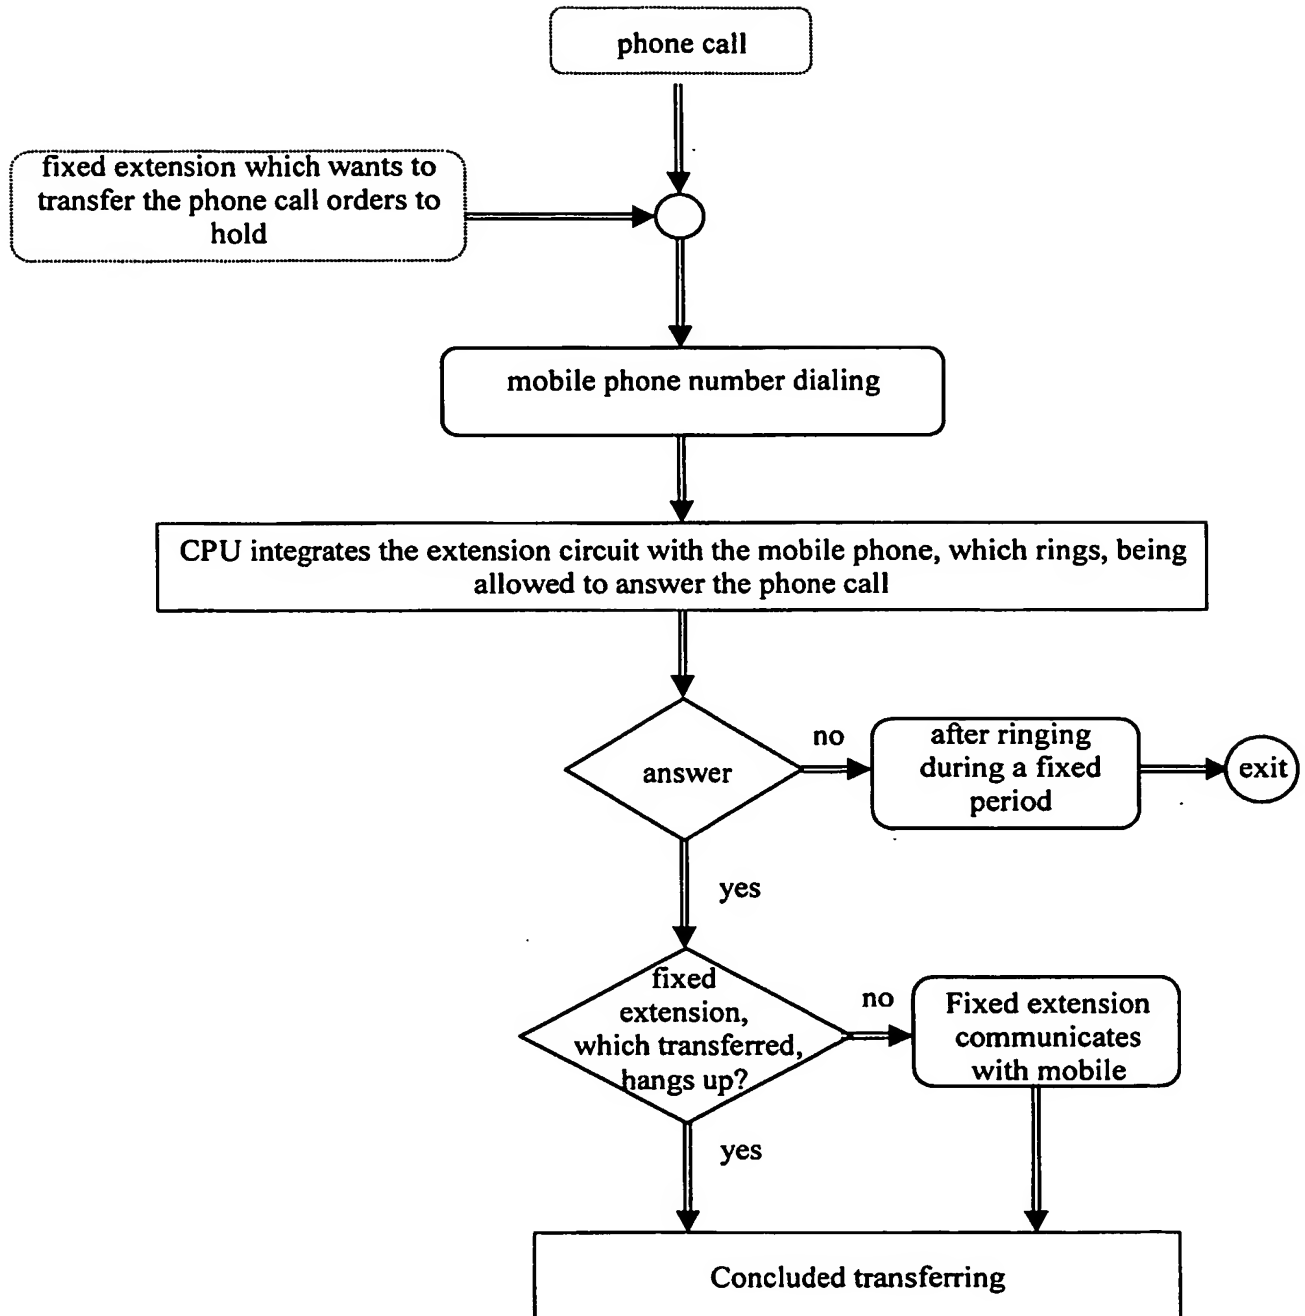 phone call
fixed extension which wants to
transfer the phone call orders to
hold
mobile phone number dialing
CPU integrates the extension circuit with the mobile phone, which rings, being
allowed to answer the phone call
answer
no
after ringing
during a fixed
period
exit
yes
fixed
extension,
which transferred,
hangs up?
no
Fixed extension
communicates
with mobile
yes
Concluded transferring